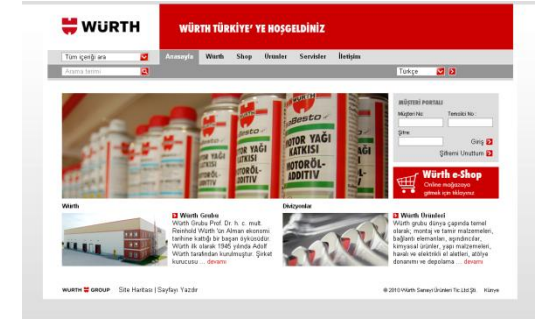 WÜRTH
WÜRTH TÜRKİYE' YE HOŞGELDİNİZ
Tüm içeriği ara
Anasayfa Würth Shop Ürünler Servisler İletişim
Arama terimi
Türkçe
WÜRTH
MOTOR YAĞI
KATKISI
MOTORÖL-
ADDITIV
MÜŞTERİ PORTALI
Müşteri No: Temsilci No :
Şifre
Giriş
Şifremi Unuttum
Würth e-Shop
Online mağazaya
gitmek için tıklayınız
Würth
Würth Grubu
Würth Grubu Prof. Dr. h. c. mult.
Reinhold Würth 'ün Alman ekonomi
tarihine kattığı bir başarı öyküsüdür.
Würth ilk olarak 1945 yılında Adolf
Würth tarafından kurulmuştur. Şirket
kurucusu ... devamı
Divizyonlar
Würth Ürünleri
Würth grubu dünya çapında temel
olarak, montaj ve tamir malzemeleri,
bağlantı elemanları, aşındırıcılar,
kimyasal ürünler, yapı malzemeleri,
havalı ve elektrikli el aletleri, atölye
donanımı ve depolama ... devamı
WURTH GROUP Site Haritası | Sayfayı Yazdır
© 2010 Würth Sanayi Ürünleri Tic.Ltd.Şti. Künye